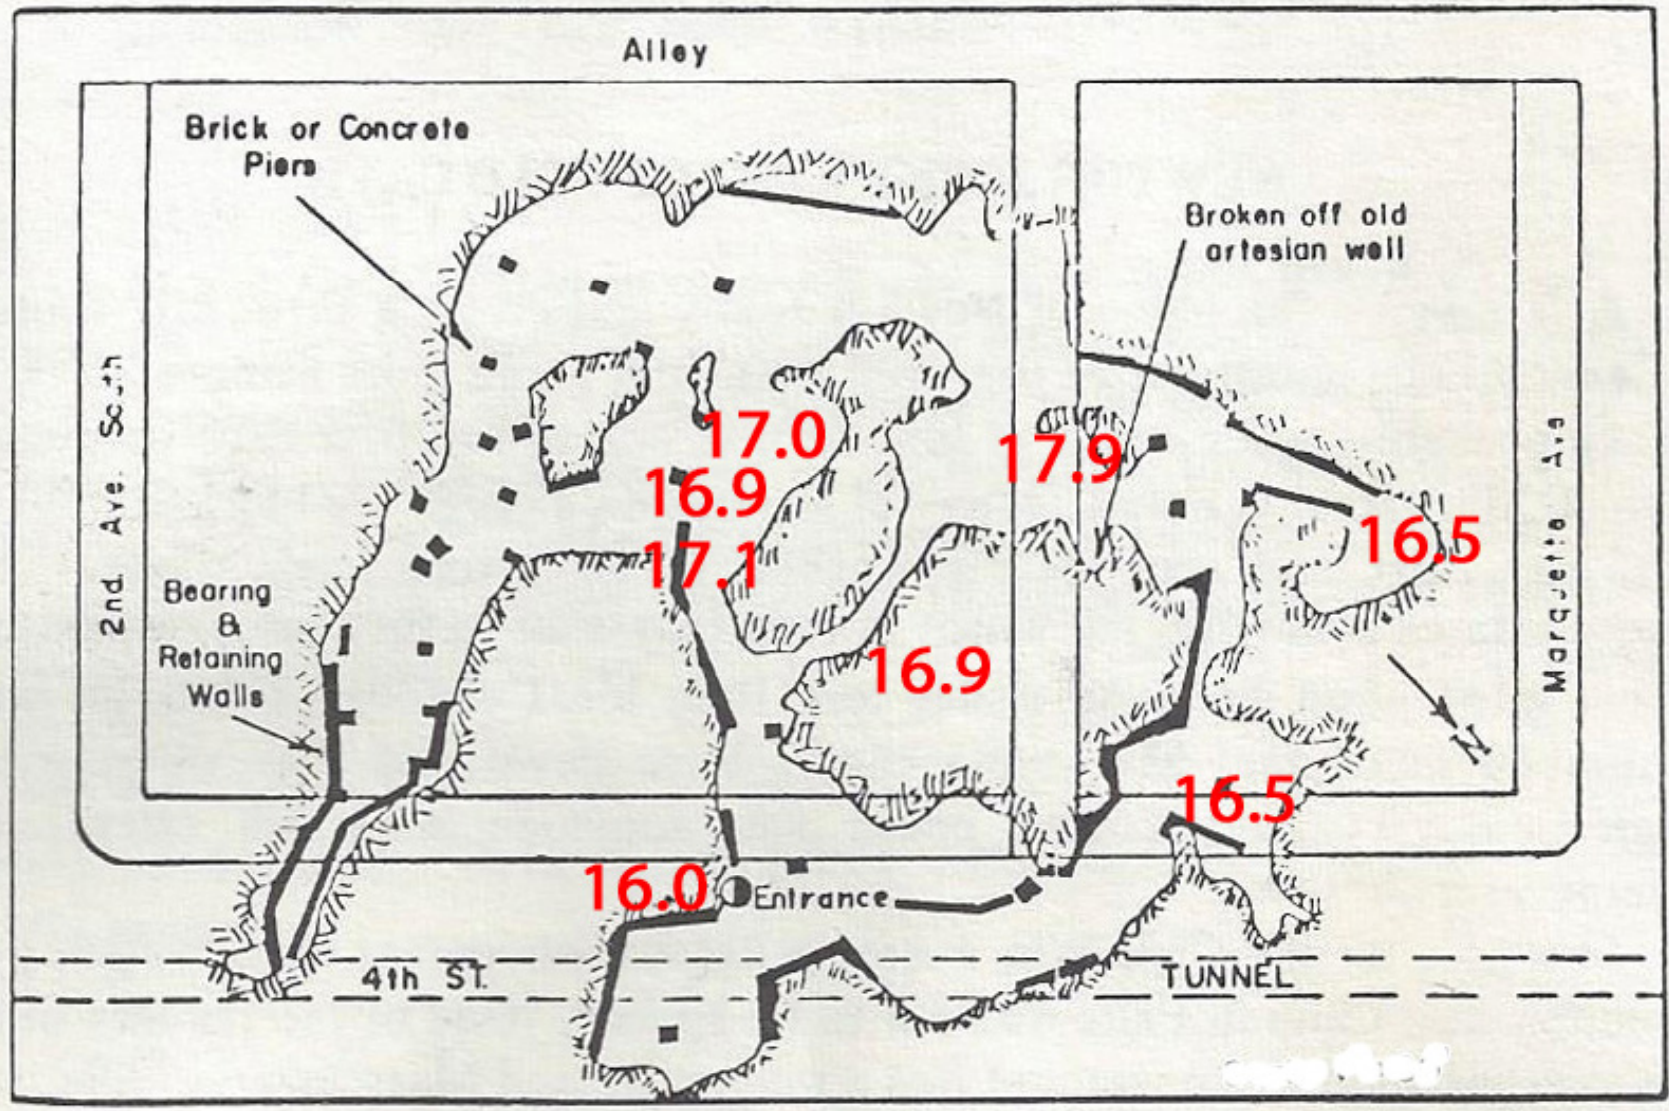 Alley
Brick or Concrete
Piers
Broken off old
artesian well
2nd. Ave. South
17.0
17.9
16.9
16.5
17.1
Bearing
&
Retaining
Walls
16.9
Marquette Ave
N
16.5
16.0
Entrance
4th ST.
TUNNEL